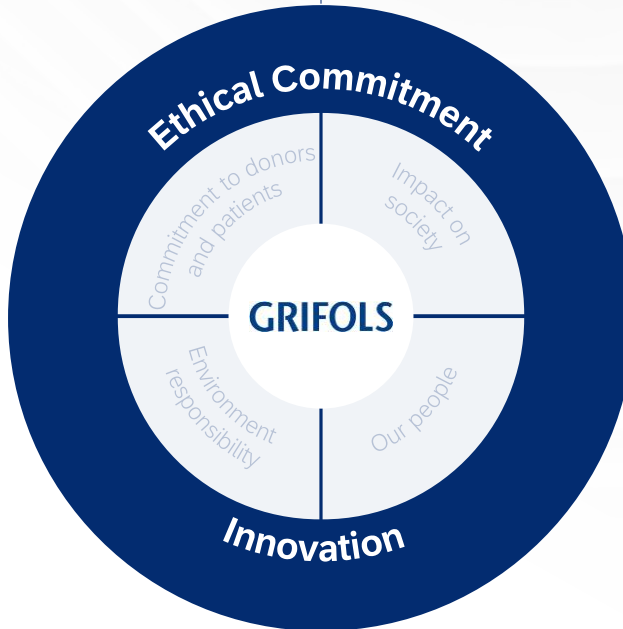 Ethical Commitment
Commitment to donors
and patients
Impact on
society
GRIFOLS
Environment
responsibility
Our people
Innovation